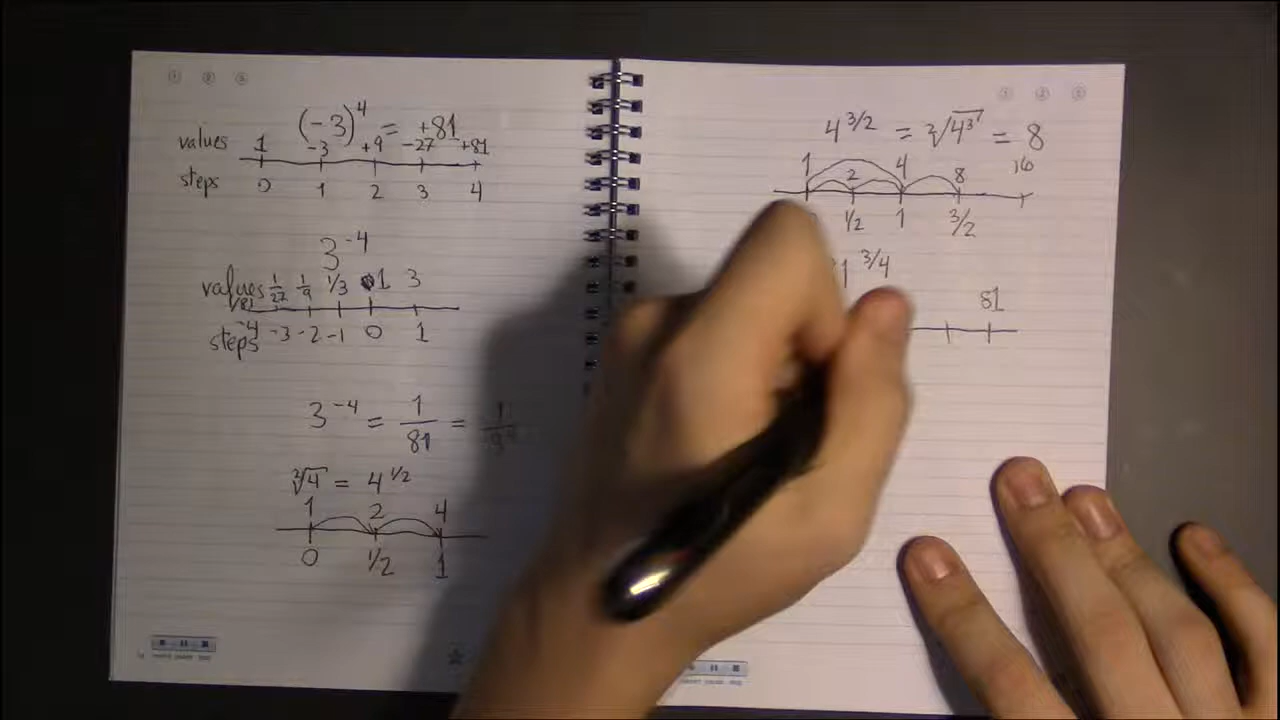 (-3)⁴ = +81
values 1 -3 +9 -27 +81
steps 0 1 2 3 4
3⁻⁴
values 1/81 1/27 1/9 1/3 1 3
steps -4 -3 -2 -1 0 1
3⁻⁴ = 1/81 =
²√4 = 4^1/2
1 2 4
0 1/2 1
4^3/2 = ²√4³ = 8
1 2 4 8 16
1/2 1 3/2
1^3/4
81